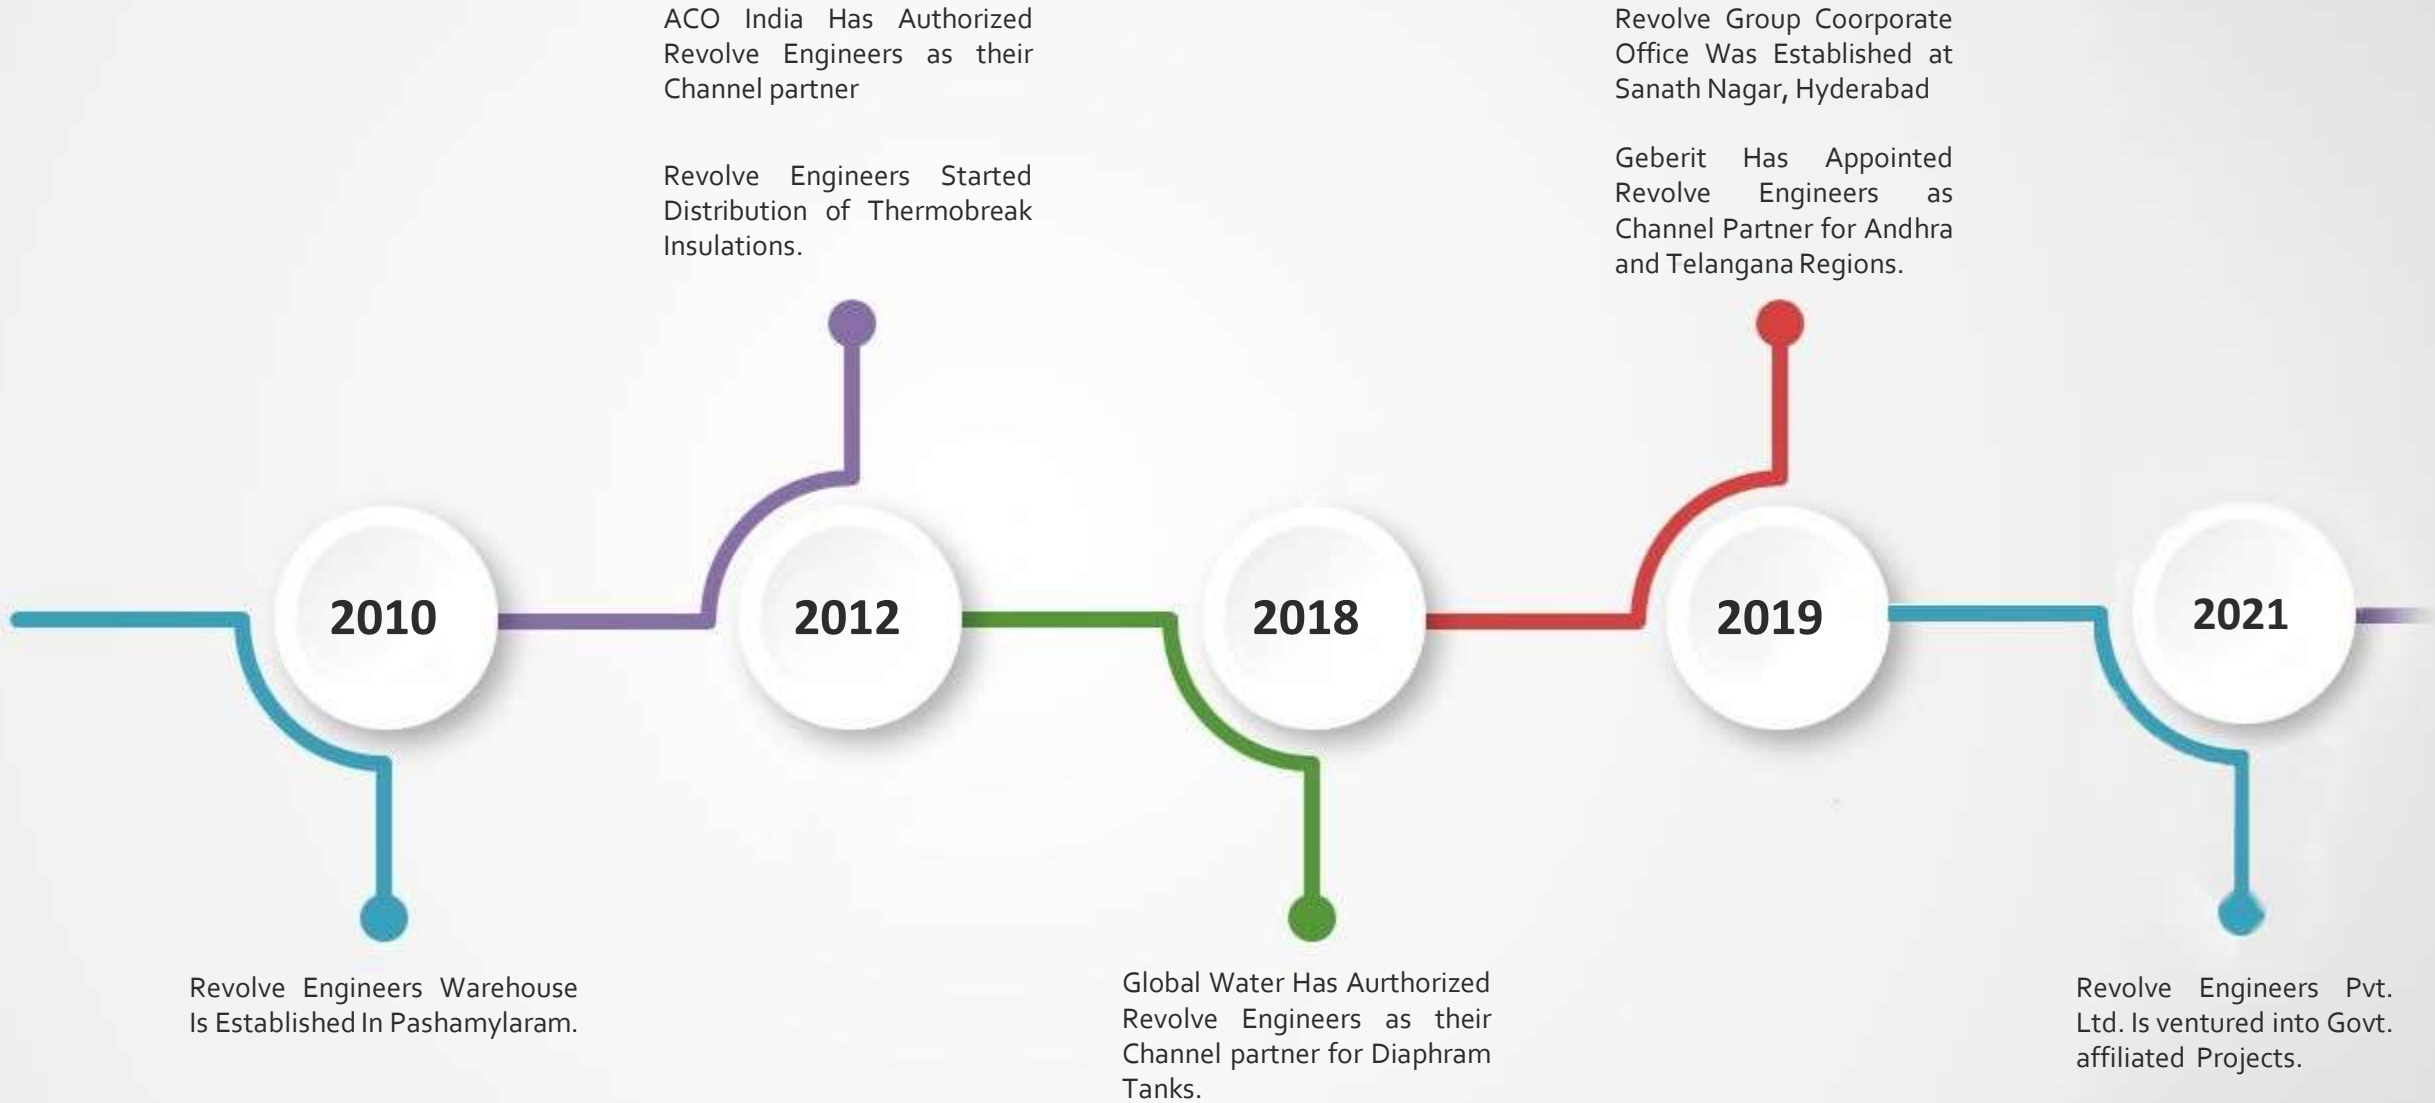 ACO India Has Authorized
Revolve Engineers as their
Channel partner
Revolve Engineers Started
Distribution of Thermobreak
Insulations.
Revolve Group Coorporate
Office Was Established at
Sanath Nagar, Hyderabad
Geberit Has Appointed
Revolve Engineers as
Channel Partner for Andhra
and Telangana Regions.
2010
2012
2018
2019
2021
Revolve Engineers Warehouse
Is Established In Pashamylaram.
Global Water Has Aurthorized
Revolve Engineers as their
Channel partner for Diaphram
Tanks.
Revolve Engineers Pvt.
Ltd. Is ventured into Govt.
affiliated Projects.